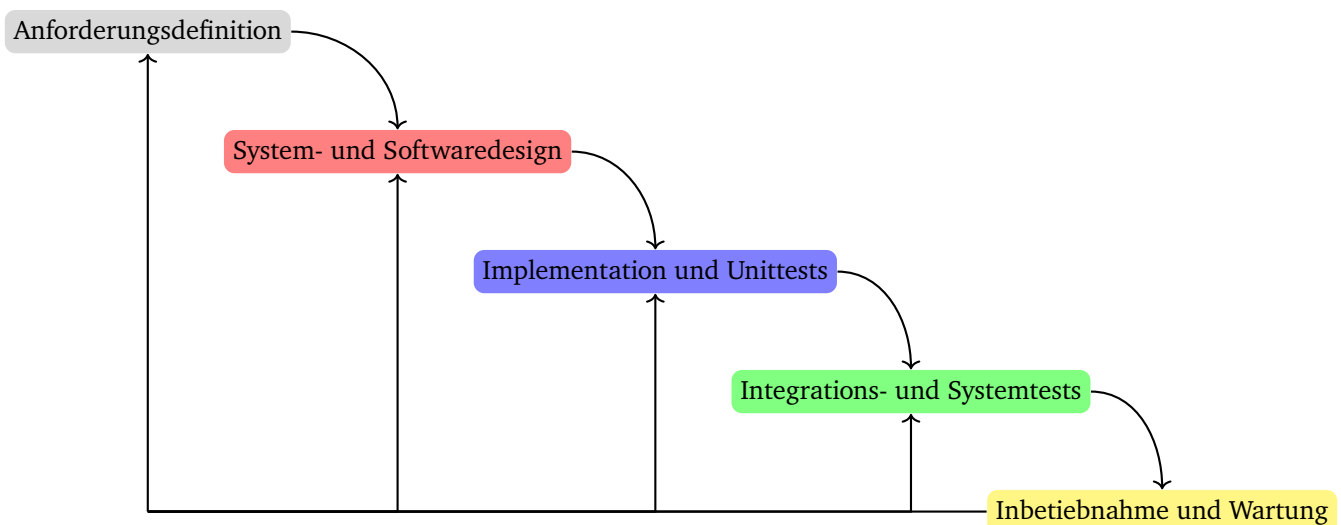 Anforderungsdefinition
System- und Softwaredesign
Implementation und Unittests
Integrations- und Systemtests
Inbetiebnahme und Wartung